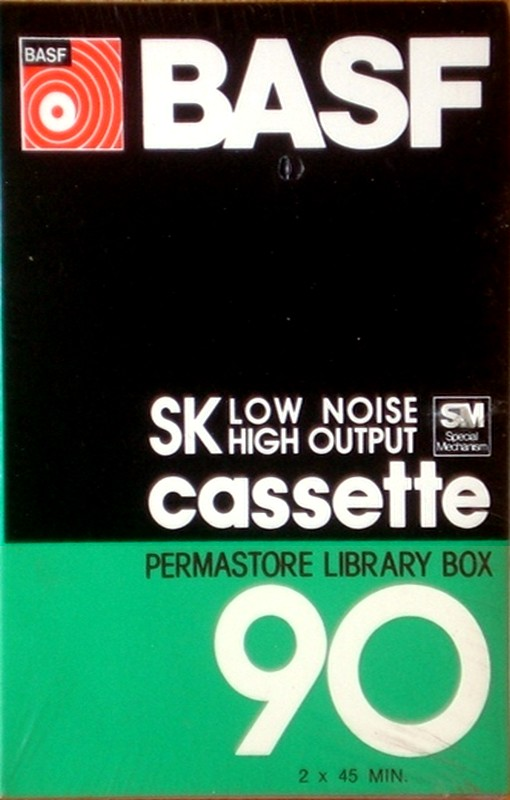 BASF
BASF
SK LOW NOISE
HIGH OUTPUT
SM
Special
Mechanism
cassette
PERMASTORE LIBRARY BOX
90
2 x 45 MIN.